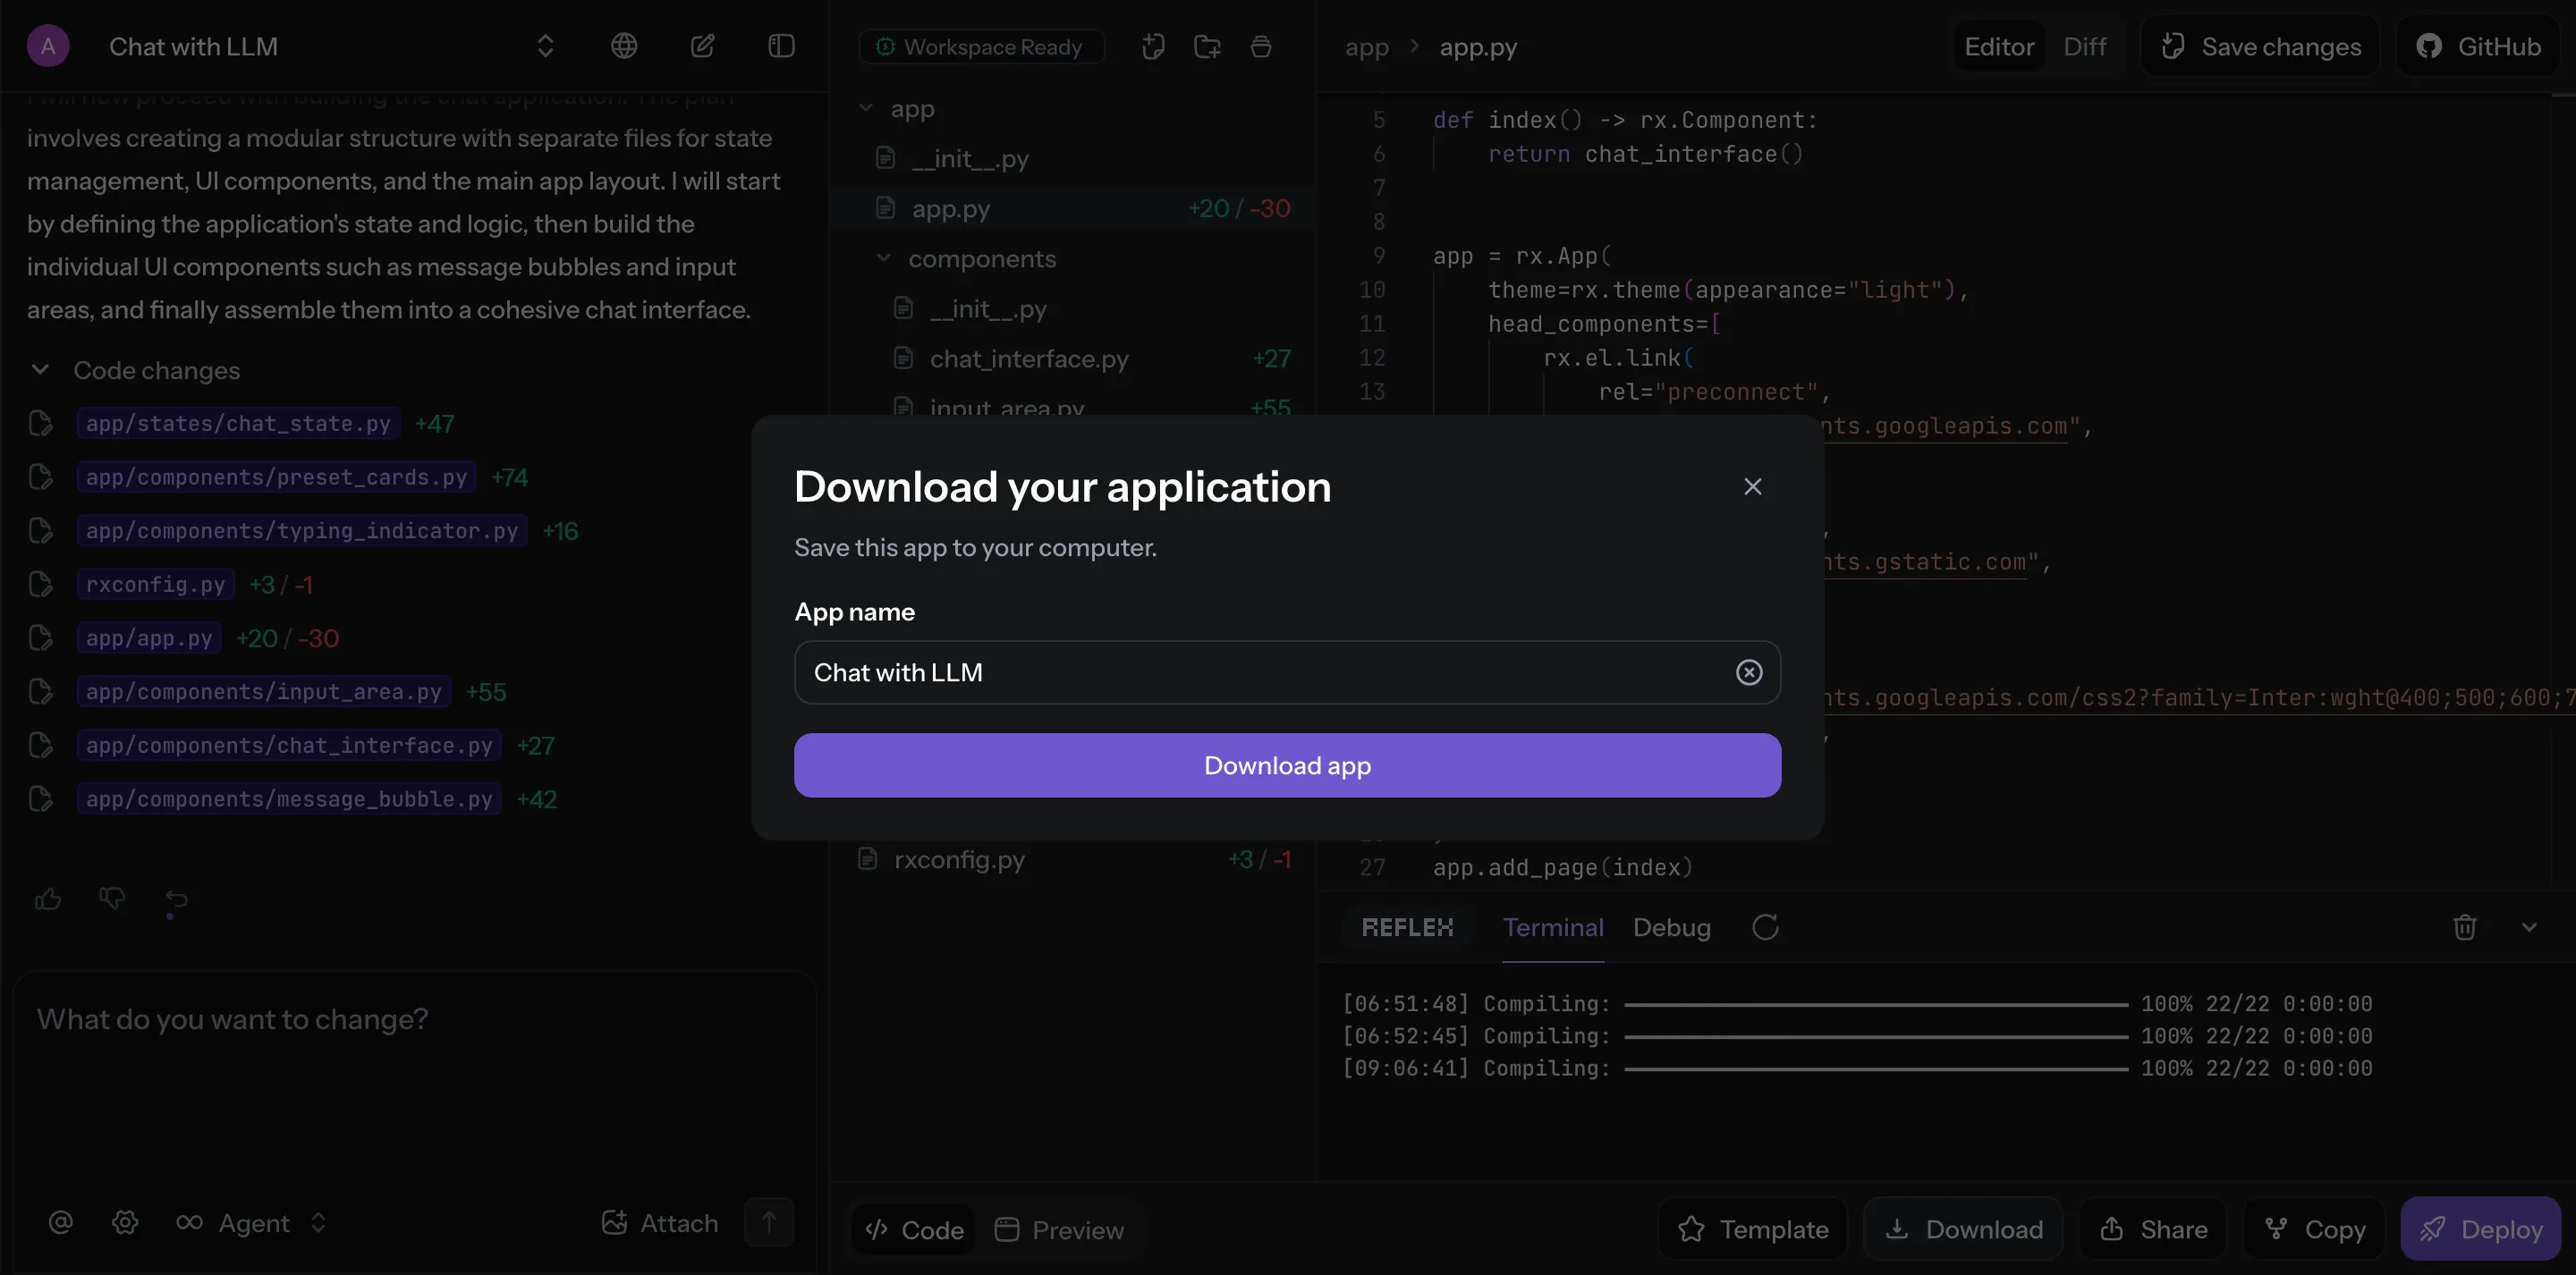 A
Chat with LLM
Workspace Ready
app
app.py
Editor
Diff
Save changes
GitHub
I will now proceed with building the chat application. The plan
involves creating a modular structure with separate files for state
management, UI components, and the main app layout. I will start
by defining the application's state and logic, then build the
individual UI components such as message bubbles and input
areas, and finally assemble them into a cohesive chat interface.
Code changes
app/states/chat_state.py +47
app/components/preset_cards.py +74
app/components/typing_indicator.py +16
rxconfig.py +3 / -1
app/app.py +20 / -30
app/components/input_area.py +55
app/components/chat_interface.py +27
app/components/message_bubble.py +42
What do you want to change?
Agent
Attach
app
__init__.py
app.py +20 / -30
components
__init__.py
chat_interface.py +27
input_area.py +55
rxconfig.py +3 / -1
5 def index() -> rx.Component:
6 return chat_interface()
7
8
9 app = rx.App(
10 theme=rx.theme(appearance="light"),
11 head_components=[
12 rx.el.link(
13 rel="preconnect",
nts.googleapis.com",
,
nts.gstatic.com",
nts.googleapis.com/css2?family=Inter:wght@400;500;600;7
,
27 app.add_page(index)
Download your application
Save this app to your computer.
App name
Chat with LLM
Download app
REFLEX
Terminal
Debug
[06:51:48] Compiling: 100% 22/22 0:00:00
[06:52:45] Compiling: 100% 22/22 0:00:00
[09:06:41] Compiling: 100% 22/22 0:00:00
Code
Preview
Template
Download
Share
Copy
Deploy